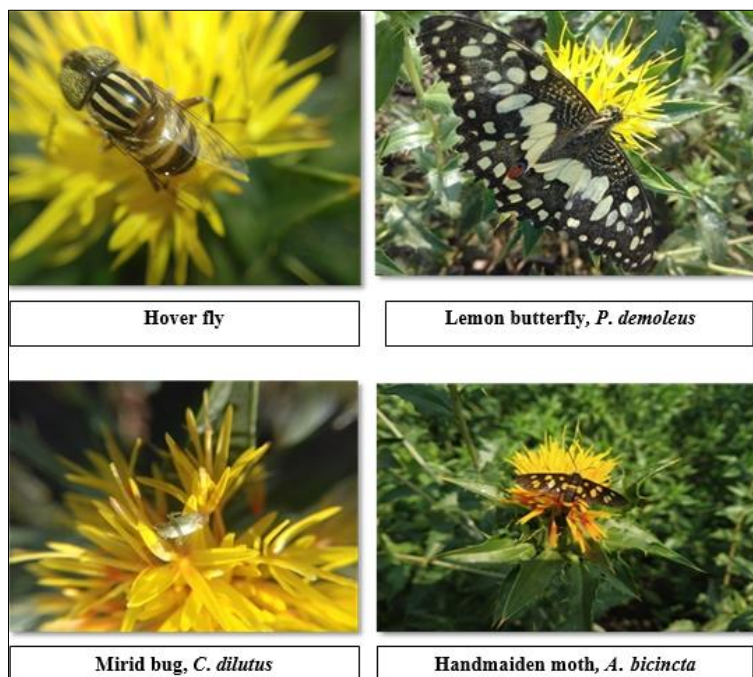 Hover fly
Lemon butterfly, P. demoleus
Mirid bug, C. dilutus
Handmaiden moth, A. bicincta